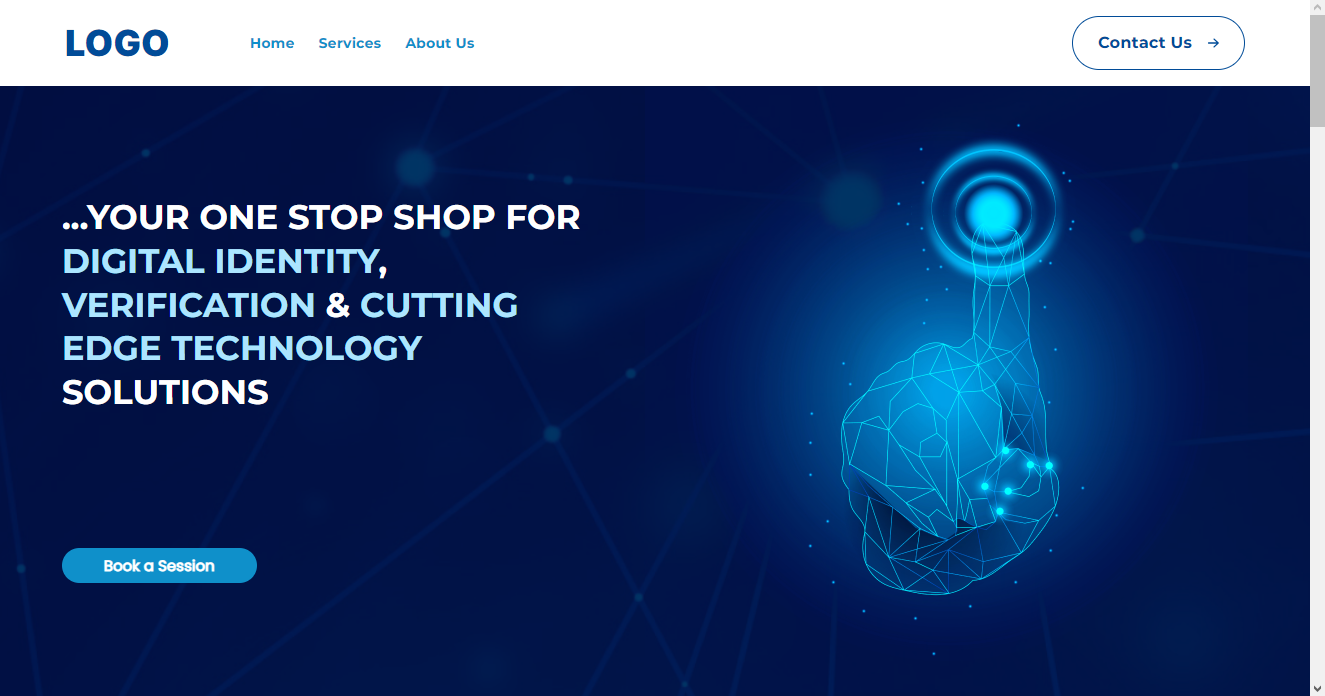 LOGO
Home
Services
About Us
Contact Us →
...YOUR ONE STOP SHOP FOR
DIGITAL IDENTITY,
VERIFICATION & CUTTING
EDGE TECHNOLOGY
SOLUTIONS
Book a Session